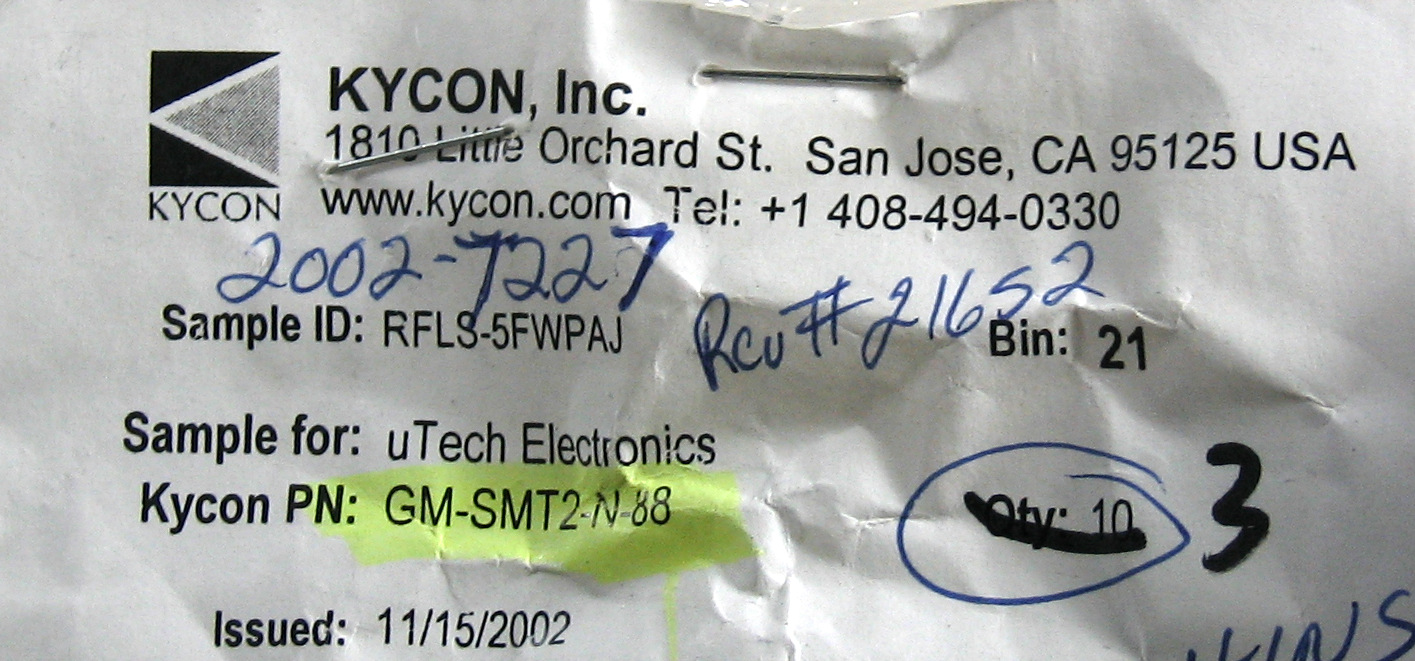 KYCON, Inc.
1810 Little Orchard St. San Jose, CA 95125 USA
KYCON
www.kycon.com Tel: +1 408-494-0330
2002-7227
Rcv # 21652
Sample ID: RFLS-5FWPAJ
Bin: 21
Sample for: uTech Electronics
Kycon PN: GM-SMT2-N-88
Qty: 10
3
Issued: 11/15/2002